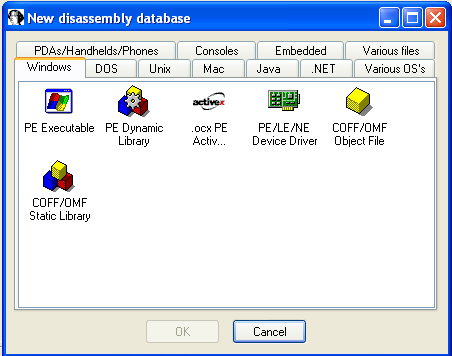 New disassembly database
PDAs/Handhelds/Phones Consoles Embedded Various files
Windows DOS Unix Mac Java .NET Various OS's
activex
PE Executable PE Dynamic .ocx PE PE/LE/NE COFF/OMF
Library Activ... Device Driver Object File
COFF/OMF
Static Library
OK Cancel